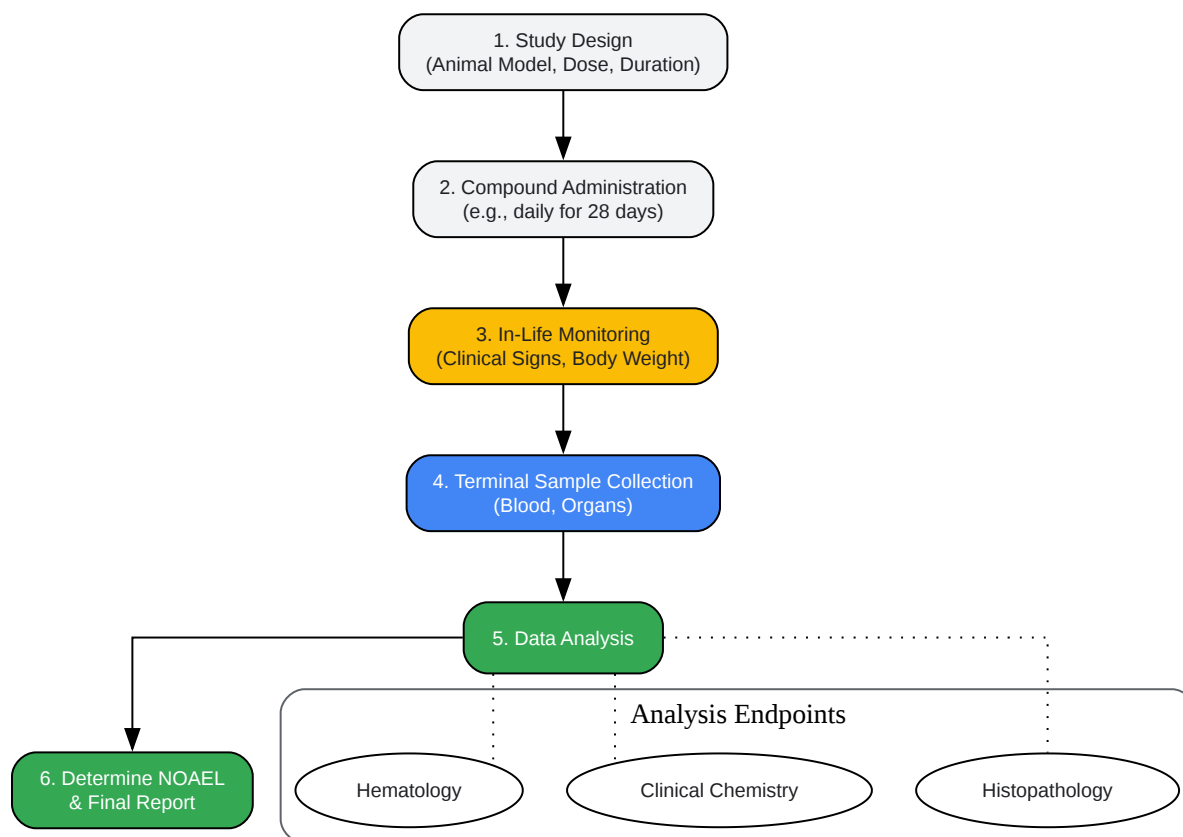 1. Study Design
(Animal Model, Dose, Duration)
2. Compound Administration
(e.g., daily for 28 days)
3. In-Life Monitoring
(Clinical Signs, Body Weight)
4. Terminal Sample Collection
(Blood, Organs)
5. Data Analysis
Analysis Endpoints
6. Determine NOAEL
& Final Report
Hematology
Clinical Chemistry
Histopathology